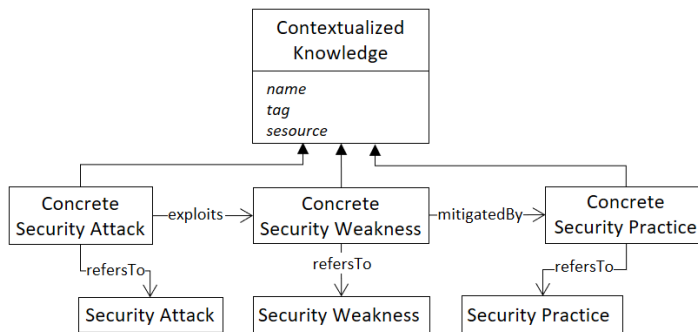 Contextualized
Knowledge
name
tag
sesource
Concrete
Security Attack
exploits
Concrete
Security Weakness
mitigatedBy
Concrete
Security Practice
refersTo
refersTo
refersTo
Security Attack
Security Weakness
Security Practice